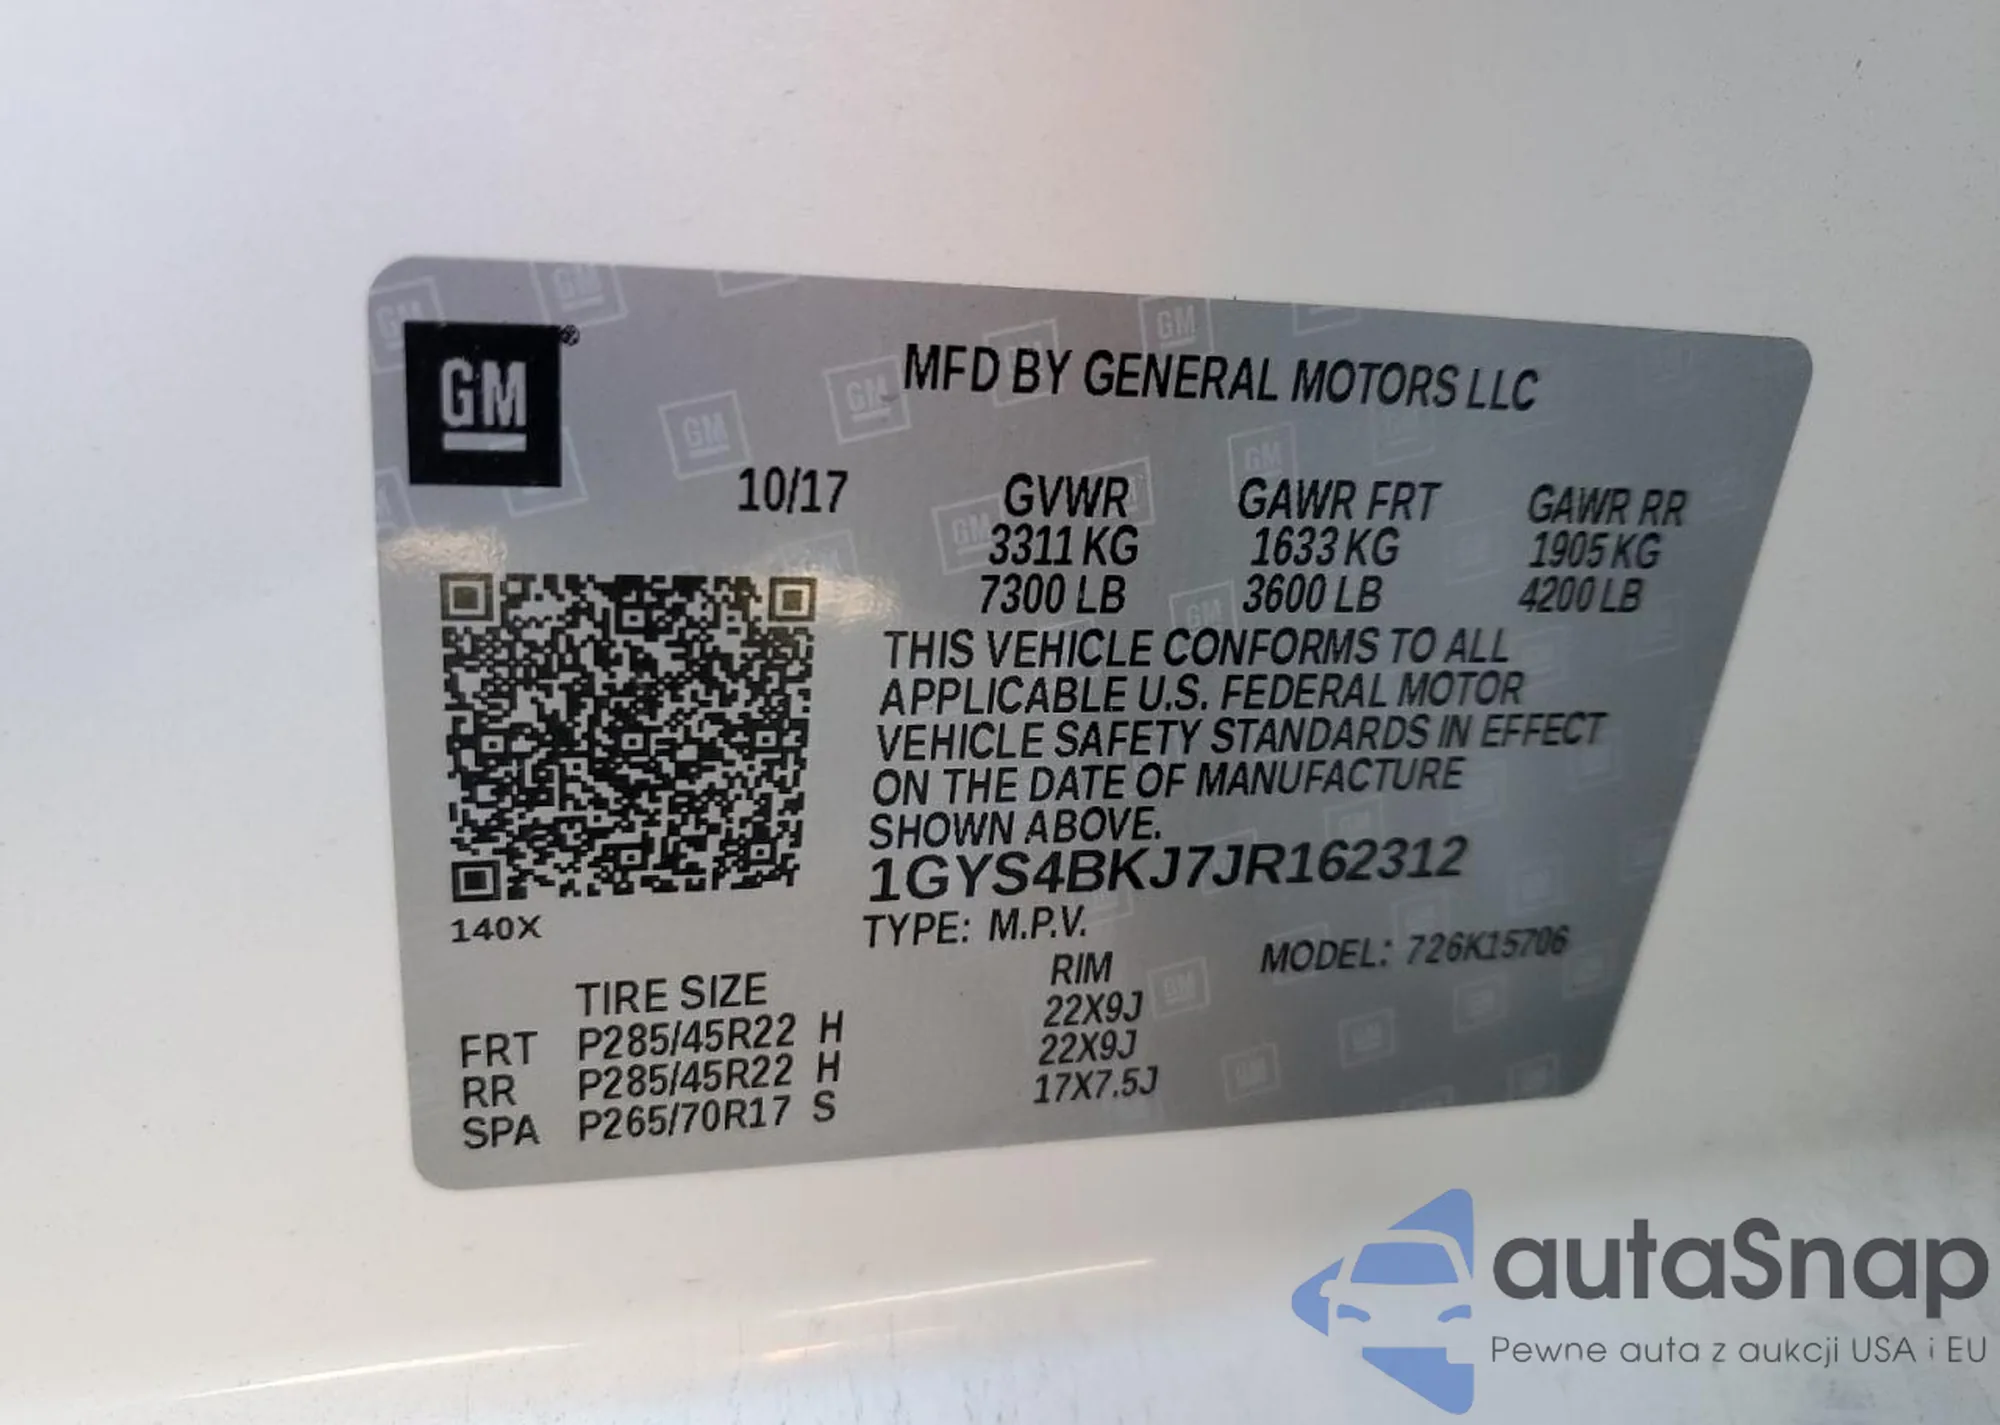 GM®
MFD BY GENERAL MOTORS LLC
10/17
GVWR GAWR FRT GAWR RR
3311 KG 1633 KG 1905 KG
7300 LB 3600 LB 4200 LB
THIS VEHICLE CONFORMS TO ALL
APPLICABLE U.S. FEDERAL MOTOR
VEHICLE SAFETY STANDARDS IN EFFECT
ON THE DATE OF MANUFACTURE
SHOWN ABOVE.
1GYS4BKJ7JR162312
140X
TYPE: M.P.V.
MODEL: 726K15706
TIRE SIZE RIM
FRT P285/45R22 H 22X9J
RR P285/45R22 H 22X9J
SPA P265/70R17 S 17X7.5J
autaSnap
Pewne auta z aukcji USA i EU